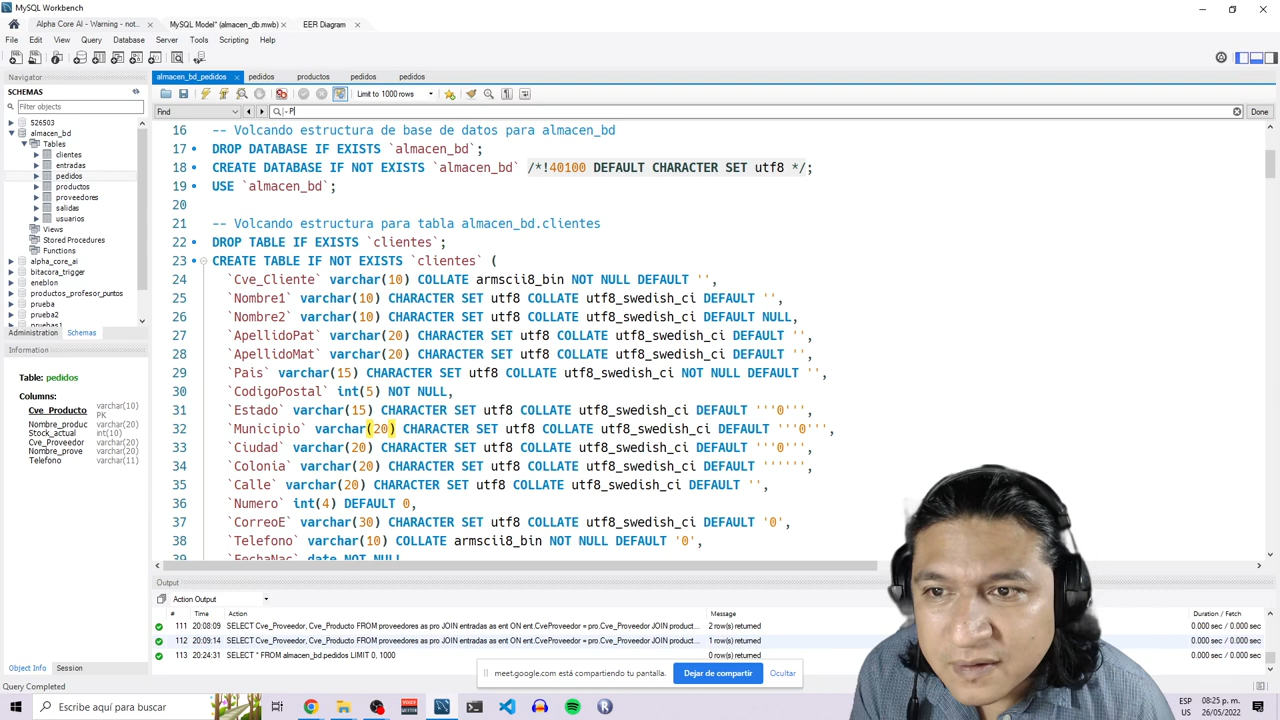 MySQL Workbench
Alpha Core AI - Warning - not...
MySQL Model* (almacen_db.mwb)
EER Diagram
File Edit View Query Database Server Tools Scripting Help
Navigator
SCHEMAS
Filter objects
526503
almacen_bd
Tables
clientes
entradas
pedidos
productos
proveedores
salidas
usuarios
Views
Stored Procedures
Functions
alpha_core_ai
bitacora_trigger
eneblon
productos_profesor_puntos
prueba
prueba2
pruebas1
Administration Schemas
Information
Table: pedidos
Columns:
Cve_Producto varchar(10) PK
Nombre_produc varchar(20)
Stock_actual int(10)
Cve_Proveedor varchar(20)
Nombre_prove varchar(20)
Telefono varchar(11)
Object Info Session
Query Completed
almacen_bd_pedidos pedidos productos pedidos pedidos
Limit to 1000 rows
Find
P
Done
16 -- Volcando estructura de base de datos para almacen_bd
17 DROP DATABASE IF EXISTS `almacen_bd`;
18 CREATE DATABASE IF NOT EXISTS `almacen_bd` /*!40100 DEFAULT CHARACTER SET utf8 */;
19 USE `almacen_bd`;
20
21 -- Volcando estructura para tabla almacen_bd.clientes
22 DROP TABLE IF EXISTS `clientes`;
23 CREATE TABLE IF NOT EXISTS `clientes` (
24 `Cve_Cliente` varchar(10) COLLATE armscii8_bin NOT NULL DEFAULT '',
25 `Nombre1` varchar(10) CHARACTER SET utf8 COLLATE utf8_swedish_ci DEFAULT '',
26 `Nombre2` varchar(10) CHARACTER SET utf8 COLLATE utf8_swedish_ci DEFAULT NULL,
27 `ApellidoPat` varchar(20) CHARACTER SET utf8 COLLATE utf8_swedish_ci DEFAULT '',
28 `ApellidoMat` varchar(20) CHARACTER SET utf8 COLLATE utf8_swedish_ci DEFAULT '',
29 `Pais` varchar(15) CHARACTER SET utf8 COLLATE utf8_swedish_ci NOT NULL DEFAULT '',
30 `CodigoPostal` int(5) NOT NULL,
31 `Estado` varchar(15) CHARACTER SET utf8 COLLATE utf8_swedish_ci DEFAULT '''0''',
32 `Municipio` varchar(20) CHARACTER SET utf8 COLLATE utf8_swedish_ci DEFAULT '''0''',
33 `Ciudad` varchar(20) CHARACTER SET utf8 COLLATE utf8_swedish_ci DEFAULT '''0''',
34 `Colonia` varchar(20) CHARACTER SET utf8 COLLATE utf8_swedish_ci DEFAULT '''''',
35 `Calle` varchar(20) CHARACTER SET utf8 COLLATE utf8_swedish_ci DEFAULT '',
36 `Numero` int(4) DEFAULT 0,
37 `CorreoE` varchar(30) CHARACTER SET utf8 COLLATE utf8_swedish_ci DEFAULT '0',
38 `Telefono` varchar(10) COLLATE armscii8_bin NOT NULL DEFAULT '0',
39 `FechaNac` date NOT NULL
Output
Action Output
# Time Action Message Duration / Fetch
111 20:08:09 SELECT Cve_Proveedor, Cve_Producto FROM proveedores as pro JOIN entradas as ent ON ent.CveProveedor = pro.Cve_Proveedor JOIN product... 2 row(s) returned 0.000 sec / 0.000 sec
112 20:09:14 SELECT Cve_Proveedor, Cve_Producto FROM proveedores as pro JOIN entradas as ent ON ent.CveProveedor = pro.Cve_Proveedor JOIN product... 1 row(s) returned 0.000 sec / 0.000 sec
113 20:24:31 SELECT * FROM almacen_bd.pedidos LIMIT 0, 1000 0 row(s) returned 0.000 sec / 0.000 sec
meet.google.com está compartiendo tu pantalla. Dejar de compartir Ocultar
Escribe aquí para buscar
ESP
US
08:25 p. m.
26/05/2022